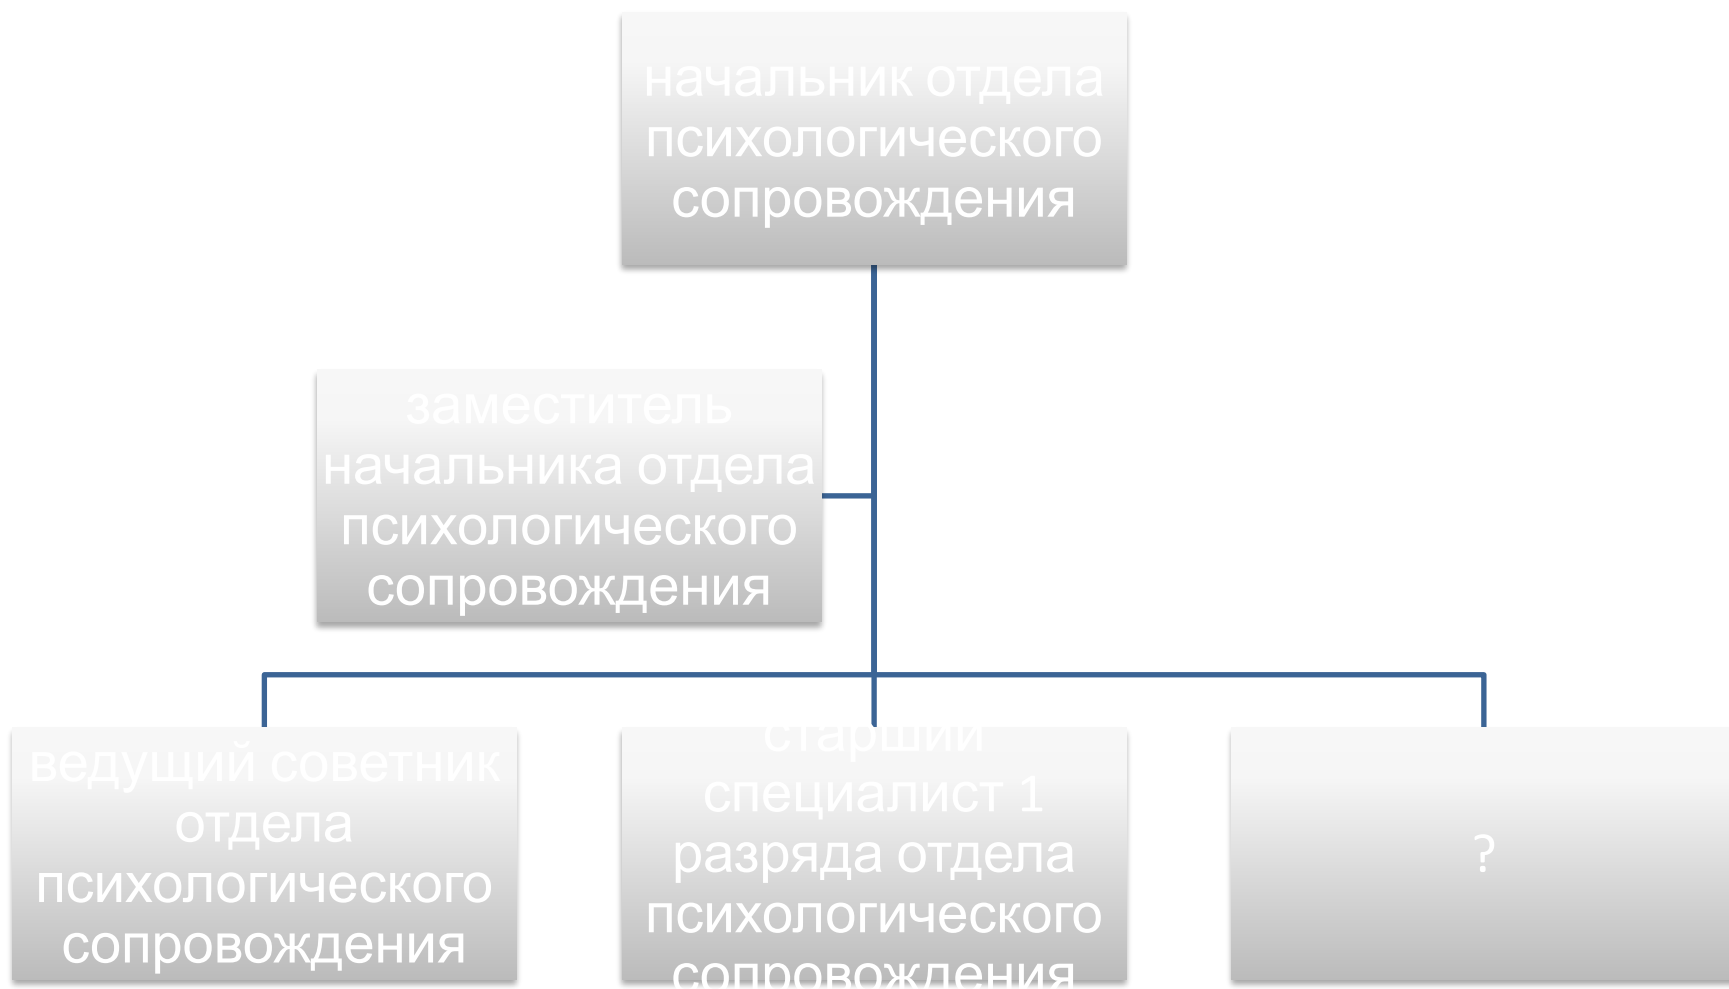 начальник отдела
психологического
сопровождения
заместитель
начальника отдела
психологического
сопровождения
ведущий советник
отдела
психологического
сопровождения
старший
специалист 1
разряда отдела
психологического
сопровождения
?